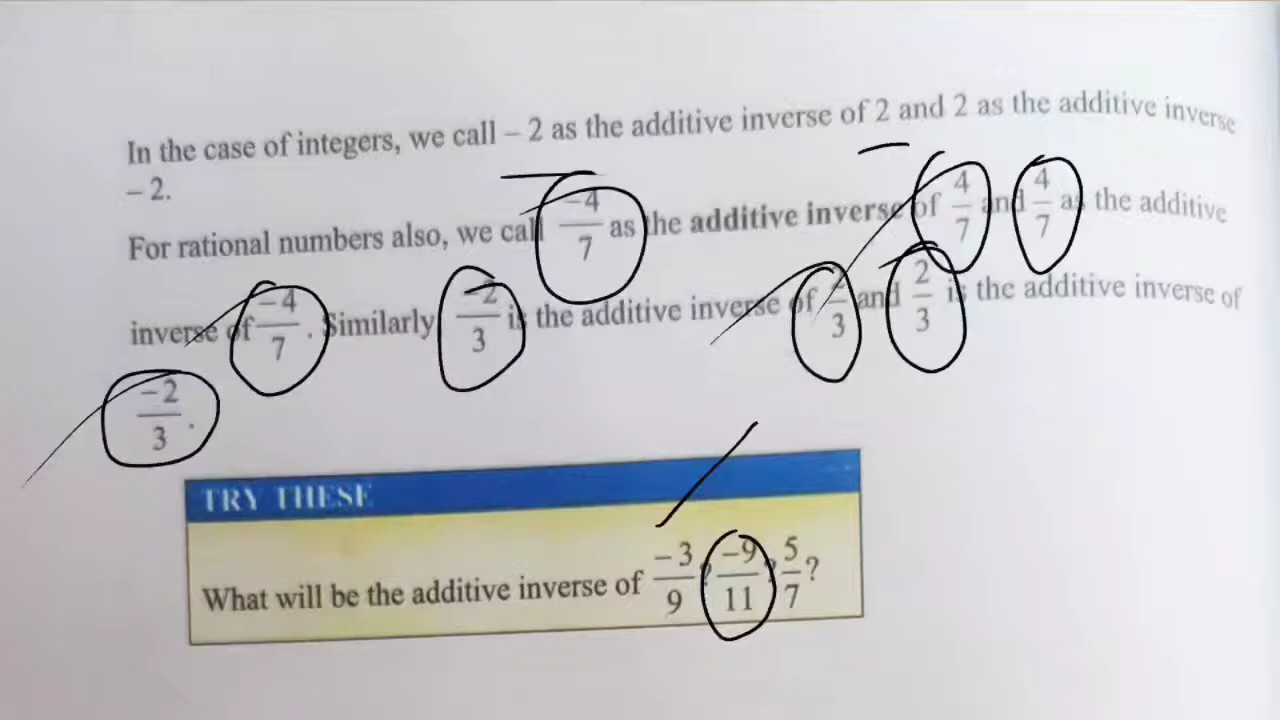 In the case of integers, we call – 2 as the additive inverse of 2 and 2 as the additive inverse
– 2.
For rational numbers also, we call -4/7 as the additive inverse of 4/7 and 4/7 as the additive
inverse of -4/7 . Similarly -2/3 is the additive inverse of 2/3 and 2/3 is the additive inverse of
-2/3 .
TRY THESE
What will be the additive inverse of -3/9 ?, -9/11 ?, 5/7 ?